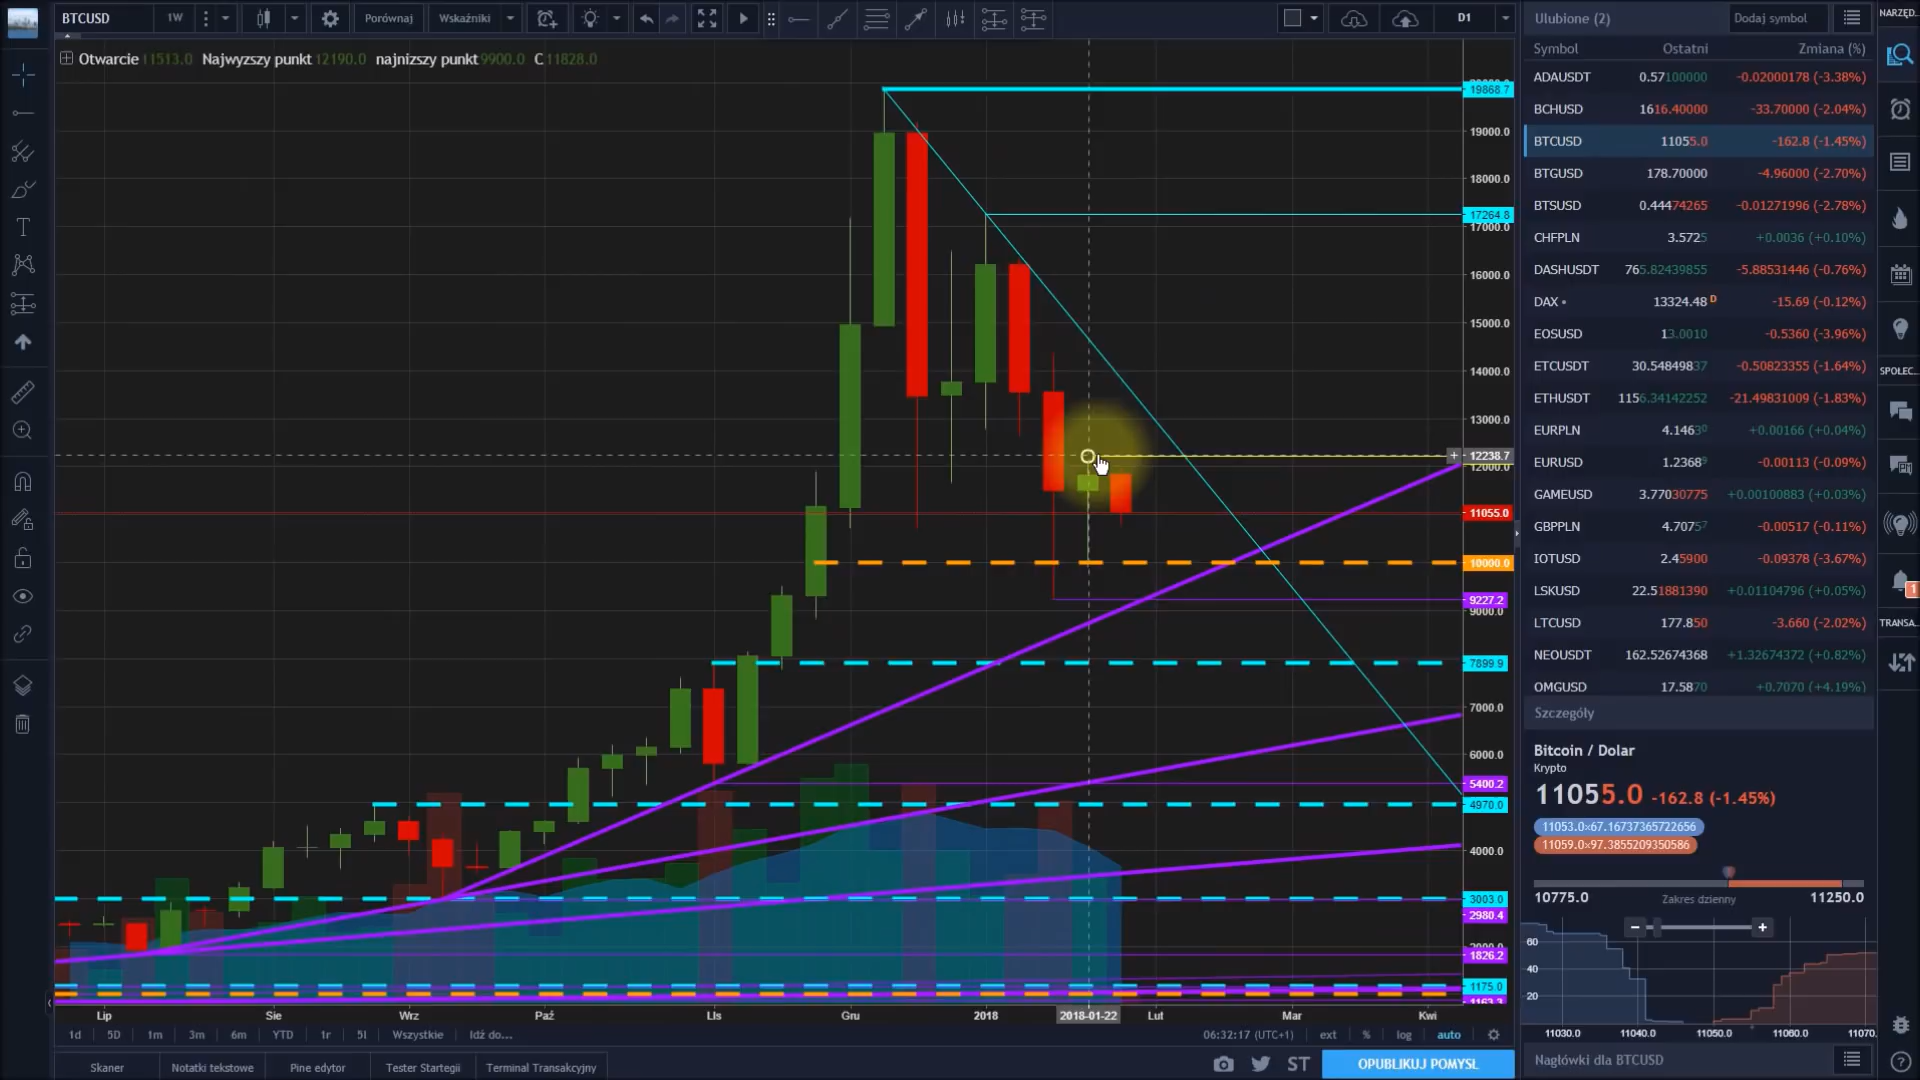 BTCUSD 1W Porównaj Wskaźniki D1
Otwarcie 11513.0 Najwyzszy punkt 12190.0 najnizszy punkt 9900.0 C 11828.0
19868.7
19000.0
18000.0
17264.8
17000.0
16000.0
15000.0
14000.0
13000.0
12238.7
12000.0
11055.0
10000.0
9227.2
9000.0
7899.9
7000.0
6000.0
5400.2
4970.0
4000.0
3003.0
2980.4
1826.2
1175.0
Lip Sie Wrz Paź LIs Gru 2018 2018-01-22 Lut Mar Kwi
1d 5D 1m 3m 6m YTD 1r 5l Wszystkie Idź do... 06:32:17 (UTC+1) ext % log auto
Skaner Notatki tekstowe Pine edytor Tester Startegii Terminal Transakcyjny ST OPUBLIKUJ POMYSŁ
Ulubione (2) Dodaj symbol
Symbol Ostatni Zmiana (%)
ADAUSDT 0.57100000 -0.02000178 (-3.38%)
BCHUSD 1616.40000 -33.70000 (-2.04%)
BTCUSD 11055.0 -162.8 (-1.45%)
BTGUSD 178.70000 -4.96000 (-2.70%)
BTSUSD 0.44474265 -0.01271996 (-2.78%)
CHFPLN 3.5725 +0.0036 (+0.10%)
DASHUSDT 765.82439855 -5.88531446 (-0.76%)
DAX 13324.48 D -15.69 (-0.12%)
EOSUSD 13.0010 -0.5360 (-3.96%)
ETCUSDT 30.54849837 -0.50823355 (-1.64%)
ETHUSDT 1156.34142252 -21.49831009 (-1.83%)
EURPLN 4.1463⁰ +0.00166 (+0.04%)
EURUSD 1.2368⁹ -0.00113 (-0.09%)
GAMEUSD 3.77030775 +0.00100883 (+0.03%)
GBPPLN 4.7075⁷ -0.00517 (-0.11%)
IOTUSD 2.45900 -0.09378 (-3.67%)
LSKUSD 22.51881390 +0.01104796 (+0.05%)
LTCUSD 177.850 -3.660 (-2.02%)
NEOUSDT 162.52674368 +1.32674372 (+0.82%)
OMGUSD 17.5870 +0.7070 (+4.19%)
Szczegóły
Bitcoin / Dolar
Krypto
11055.0 -162.8 (-1.45%)
11053.0×67.16737365722656
11059.0×97.3855209350586
10775.0 Zakres dzienny 11250.0
60
40
20
11030.0 11040.0 11050.0 11060.0 11070.
Nagłówki dla BTCUSD
NARZĘD.
SPOŁEC.
1
TRANSA..